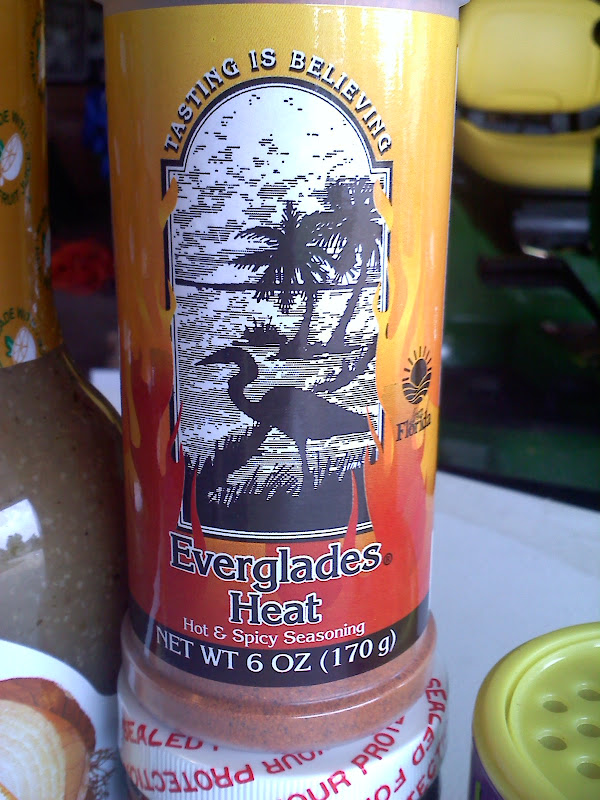 TASTING IS BELIEVING
Florida
Everglades®
Heat
Hot & Spicy Seasoning
NET WT 6 OZ (170 g)
SEALED
YOUR PROT
PROTECTION
SEALED FO